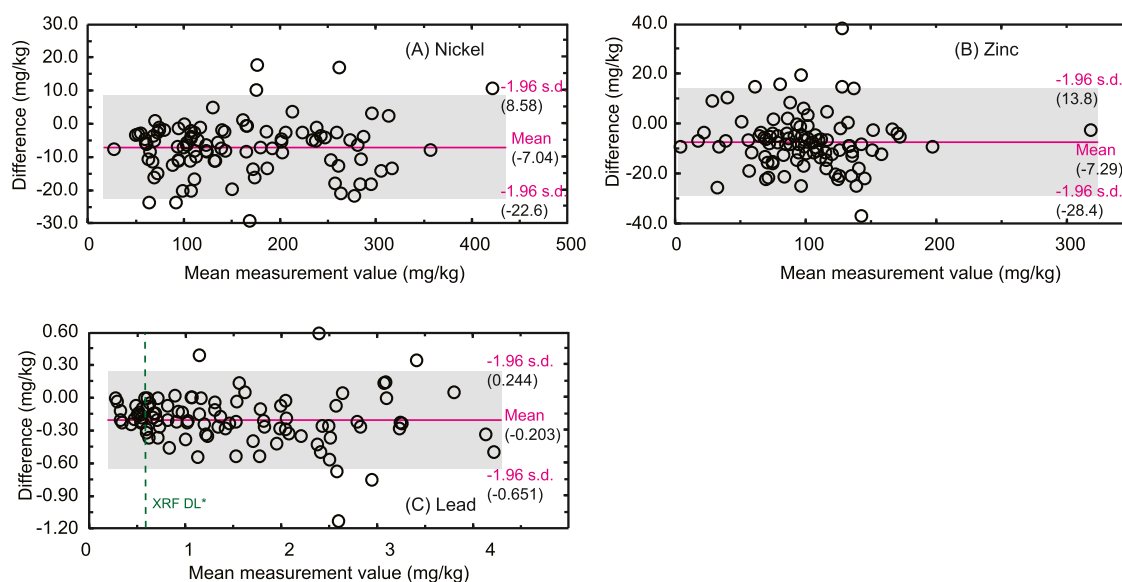 30.0
20.0
10.0
0.0
-10.0
-20.0
-30.0
Difference (mg/kg)
(A) Nickel
-1.96 s.d.
(8.58)
Mean
(-7.04)
-1.96 s.d.
(-22.6)
0 100 200 300 400 500
Mean measurement value (mg/kg)
40.0
20.0
0.0
-20.0
-40.0
Difference (mg/kg)
(B) Zinc
-1.96 s.d.
(13.8)
Mean
(-7.29)
-1.96 s.d.
(-28.4)
0 100 200 300
Mean measurement value (mg/kg)
0.60
0.30
0.00
-0.30
-0.60
-0.90
-1.20
Difference (mg/kg)
-1.96 s.d.
(0.244)
Mean
(-0.203)
-1.96 s.d.
(-0.651)
XRF DL*
(C) Lead
0 1 2 3 4
Mean measurement value (mg/kg)